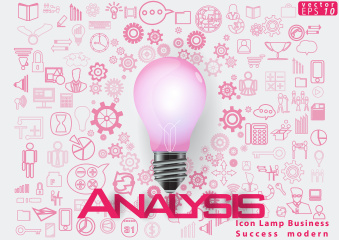 vector
EPS 10
ANALYSIS
Icon Lamp Business
Success modern